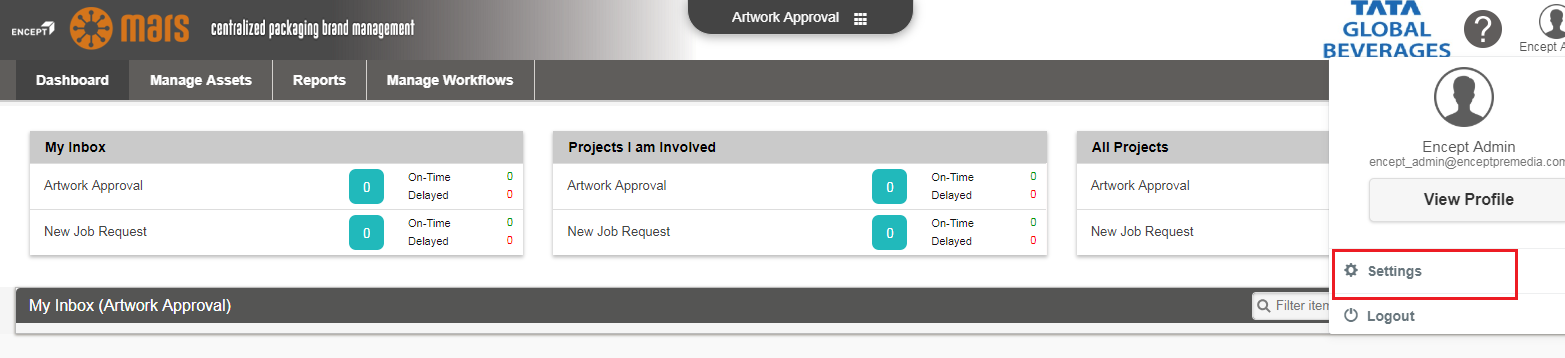 ENCEPT mars centralized packaging brand management
Artwork Approval
TATA
GLOBAL
BEVERAGES
?
Encept A
Dashboard Manage Assets Reports Manage Workflows
Encept Admin
encept_admin@enceptpremedia.com
View Profile
Settings
Logout
My Inbox
Artwork Approval 0 On-Time 0
Delayed 0
New Job Request 0 On-Time 0
Delayed 0
Projects I am Involved
Artwork Approval 0 On-Time 0
Delayed 0
New Job Request 0 On-Time 0
Delayed 0
All Projects
Artwork Approval
New Job Request
My Inbox (Artwork Approval)
Filter item